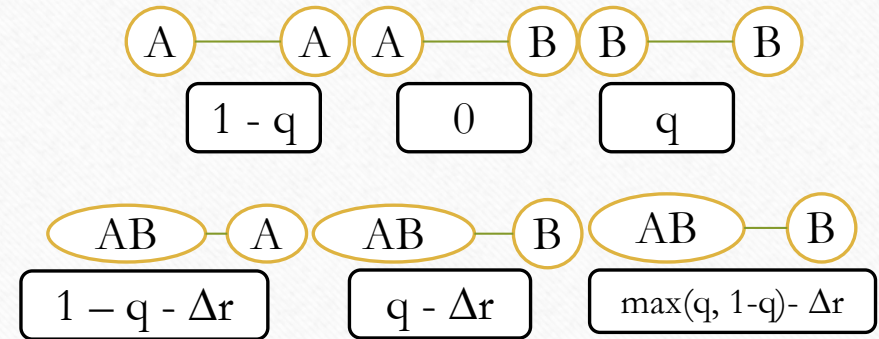 A A A B B B
1 - q 0 q
AB A AB B AB B
1 – q - Δr q - Δr max(q, 1-q)- Δr